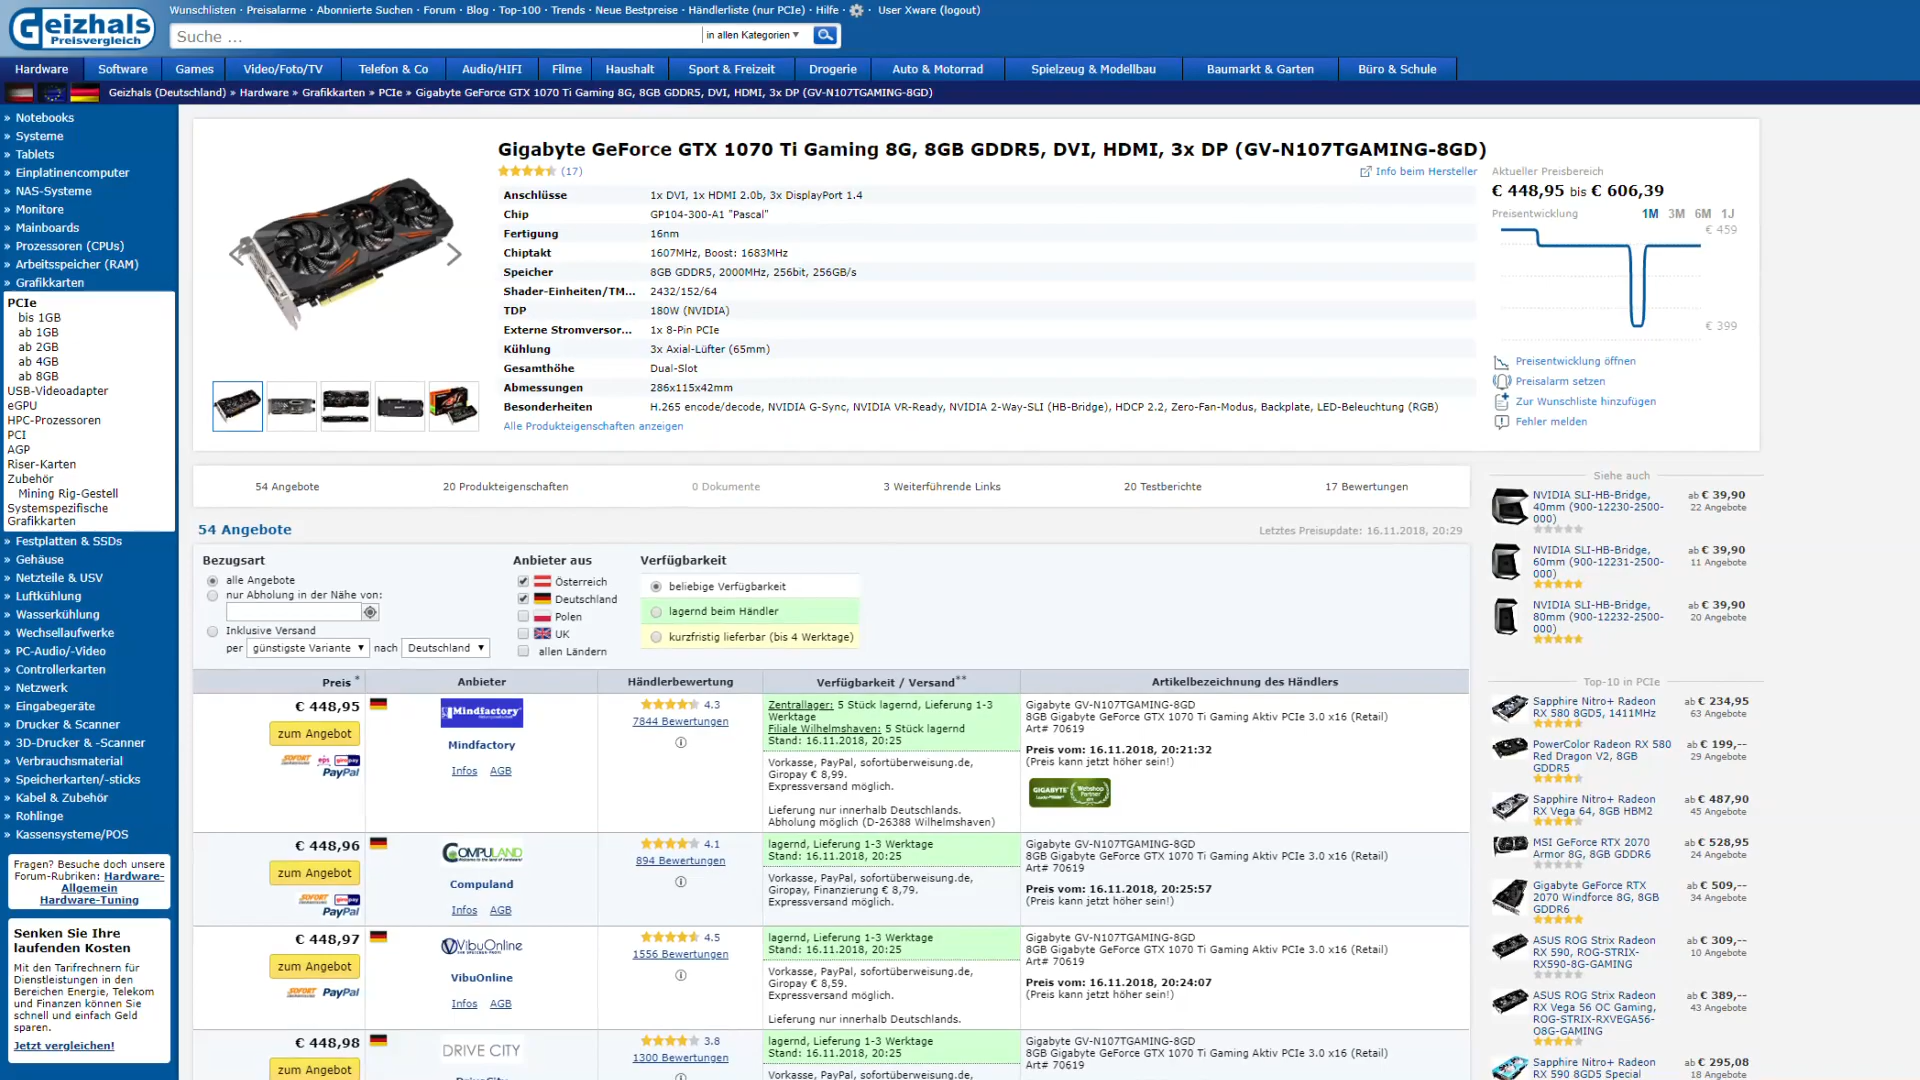 Wunschlisten · Preisalarme · Abonnierte Suchen · Forum · Blog · Top-100 · Trends · Neue Bestpreise · Händlerliste (nur PCIe) · Hilfe · · User Xware (logout)
Geizhals
Preisvergleich
Suche ...
in allen Kategorien
Hardware Software Games Video/Foto/TV Telefon & Co Audio/HIFI Filme Haushalt Sport & Freizeit Drogerie Auto & Motorrad Spielzeug & Modellbau Baumarkt & Garten Büro & Schule
Geizhals (Deutschland) » Hardware » Grafikkarten » PCIe » Gigabyte GeForce GTX 1070 Ti Gaming 8G, 8GB GDDR5, DVI, HDMI, 3x DP (GV-N107TGAMING-8GD)
» Notebooks
» Systeme
» Tablets
» Einplatinencomputer
» NAS-Systeme
» Monitore
» Mainboards
» Prozessoren (CPUs)
» Arbeitsspeicher (RAM)
» Grafikkarten
PCIe
bis 1GB
ab 1GB
ab 2GB
ab 4GB
ab 8GB
USB-Videoadapter
eGPU
HPC-Prozessoren
PCI
AGP
Riser-Karten
Zubehör
Mining Rig-Gestell
Systemspezifische
Grafikkarten
» Festplatten & SSDs
» Gehäuse
» Netzteile & USV
» Luftkühlung
» Wasserkühlung
» Wechsellaufwerke
» PC-Audio/-Video
» Controllerkarten
» Netzwerk
» Eingabegeräte
» Drucker & Scanner
» 3D-Drucker & -Scanner
» Verbrauchsmaterial
» Speicherkarten/-sticks
» Kabel & Zubehör
» Rohlinge
» Kassensysteme/POS
Fragen? Besuche doch unsere
Forum-Rubriken: Hardware-
Allgemein
Hardware-Tuning
Senken Sie Ihre
laufenden Kosten
Mit den Tarifrechnern für
Dienstleistungen in den
Bereichen Energie, Telekom
und Finanzen können Sie
schnell und einfach Geld
sparen.
Jetzt vergleichen!
Gigabyte GeForce GTX 1070 Ti Gaming 8G, 8GB GDDR5, DVI, HDMI, 3x DP (GV-N107TGAMING-8GD)
(17)
Info beim Hersteller
Anschlüsse 1x DVI, 1x HDMI 2.0b, 3x DisplayPort 1.4
Chip GP104-300-A1 "Pascal"
Fertigung 16nm
Chiptakt 1607MHz, Boost: 1683MHz
Speicher 8GB GDDR5, 2000MHz, 256bit, 256GB/s
Shader-Einheiten/TM... 2432/152/64
TDP 180W (NVIDIA)
Externe Stromversor... 1x 8-Pin PCIe
Kühlung 3x Axial-Lüfter (65mm)
Gesamthöhe Dual-Slot
Abmessungen 286x115x42mm
Besonderheiten H.265 encode/decode, NVIDIA G-Sync, NVIDIA VR-Ready, NVIDIA 2-Way-SLI (HB-Bridge), HDCP 2.2, Zero-Fan-Modus, Backplate, LED-Beleuchtung (RGB)
Alle Produkteigenschaften anzeigen
Aktueller Preisbereich
€ 448,95 bis € 606,39
Preisentwicklung 1M 3M 6M 1J
€ 459
€ 399
Preisentwicklung öffnen
Preisalarm setzen
Zur Wunschliste hinzufügen
Fehler melden
54 Angebote 20 Produkteigenschaften 0 Dokumente 3 Weiterführende Links 20 Testberichte 17 Bewertungen
54 Angebote
Letztes Preisupdate: 16.11.2018, 20:29
Bezugsart
alle Angebote
nur Abholung in der Nähe von:
Inklusive Versand
per günstigste Variante nach Deutschland
Anbieter aus
Österreich
Deutschland
Polen
UK
allen Ländern
Verfügbarkeit
beliebige Verfügbarkeit
lagernd beim Händler
kurzfristig lieferbar (bis 4 Werktage)
Preis * Anbieter Händlerbewertung Verfügbarkeit / Versand** Artikelbezeichnung des Händlers
€ 448,95
zum Angebot
SOFORT eps giropay
PayPal
Mindfactory
Mindfactory
Infos AGB
4.3
7844 Bewertungen
Zentrallager: 5 Stück lagernd, Lieferung 1-3
Werktage
Filiale Wilhelmshaven: 5 Stück lagernd
Stand: 16.11.2018, 20:25
Vorkasse, PayPal, sofortüberweisung.de,
Giropay € 8,99.
Expressversand möglich.
Lieferung nur innerhalb Deutschlands.
Abholung möglich (D-26388 Wilhelmshaven)
Gigabyte GV-N107TGAMING-8GD
8GB Gigabyte GeForce GTX 1070 Ti Gaming Aktiv PCIe 3.0 x16 (Retail)
Art# 70619
Preis vom: 16.11.2018, 20:21:32
(Preis kann jetzt höher sein!)
GIGABYTE Webshop Partner
€ 448,96
zum Angebot
SOFORT giropay
PayPal
COMPULAND
Compuland
Infos AGB
4.1
894 Bewertungen
lagernd, Lieferung 1-3 Werktage
Stand: 16.11.2018, 20:25
Vorkasse, PayPal, sofortüberweisung.de,
Giropay, Finanzierung € 8,79.
Expressversand möglich.
Gigabyte GV-N107TGAMING-8GD
8GB Gigabyte GeForce GTX 1070 Ti Gaming Aktiv PCIe 3.0 x16 (Retail)
Art# 70619
Preis vom: 16.11.2018, 20:25:57
(Preis kann jetzt höher sein!)
€ 448,97
zum Angebot
SOFORT PayPal
VibuOnline
VibuOnline
Infos AGB
4.5
1556 Bewertungen
lagernd, Lieferung 1-3 Werktage
Stand: 16.11.2018, 20:25
Vorkasse, PayPal, sofortüberweisung.de,
Giropay € 8,59.
Expressversand möglich.
Lieferung nur innerhalb Deutschlands.
Gigabyte GV-N107TGAMING-8GD
8GB Gigabyte GeForce GTX 1070 Ti Gaming Aktiv PCIe 3.0 x16 (Retail)
Art# 70619
Preis vom: 16.11.2018, 20:24:07
(Preis kann jetzt höher sein!)
€ 448,98
zum Angebot
DRIVE CITY
DriveCity
3.8
1300 Bewertungen
lagernd, Lieferung 1-3 Werktage
Stand: 16.11.2018, 20:25
Vorkasse, PayPal, sofortüberweisung.de,
Gigabyte GV-N107TGAMING-8GD
8GB Gigabyte GeForce GTX 1070 Ti Gaming Aktiv PCIe 3.0 x16 (Retail)
Art# 70619
Siehe auch
NVIDIA SLI-HB-Bridge,
40mm (900-12230-2500-
000)
ab € 39,90
22 Angebote
NVIDIA SLI-HB-Bridge,
60mm (900-12231-2500-
000)
ab € 39,90
11 Angebote
NVIDIA SLI-HB-Bridge,
80mm (900-12232-2500-
000)
ab € 39,90
20 Angebote
Top-10 in PCIe
Sapphire Nitro+ Radeon
RX 580 8GD5, 1411MHz
ab € 234,95
63 Angebote
PowerColor Radeon RX 580
Red Dragon V2, 8GB
GDDR5
ab € 199,--
29 Angebote
Sapphire Nitro+ Radeon
RX Vega 64, 8GB HBM2
ab € 487,90
45 Angebote
MSI GeForce RTX 2070
Armor 8G, 8GB GDDR6
ab € 528,95
24 Angebote
Gigabyte GeForce RTX
2070 Windforce 8G, 8GB
GDDR6
ab € 509,--
34 Angebote
ASUS ROG Strix Radeon
RX 590, ROG-STRIX-
RX590-8G-GAMING
ab € 309,--
10 Angebote
ASUS ROG Strix Radeon
RX Vega 56 OC Gaming,
ROG-STRIX-RXVEGA56-
O8G-GAMING
ab € 389,--
43 Angebote
Sapphire Nitro+ Radeon
RX 590 8GD5 Special
ab € 295,08
18 Angebote